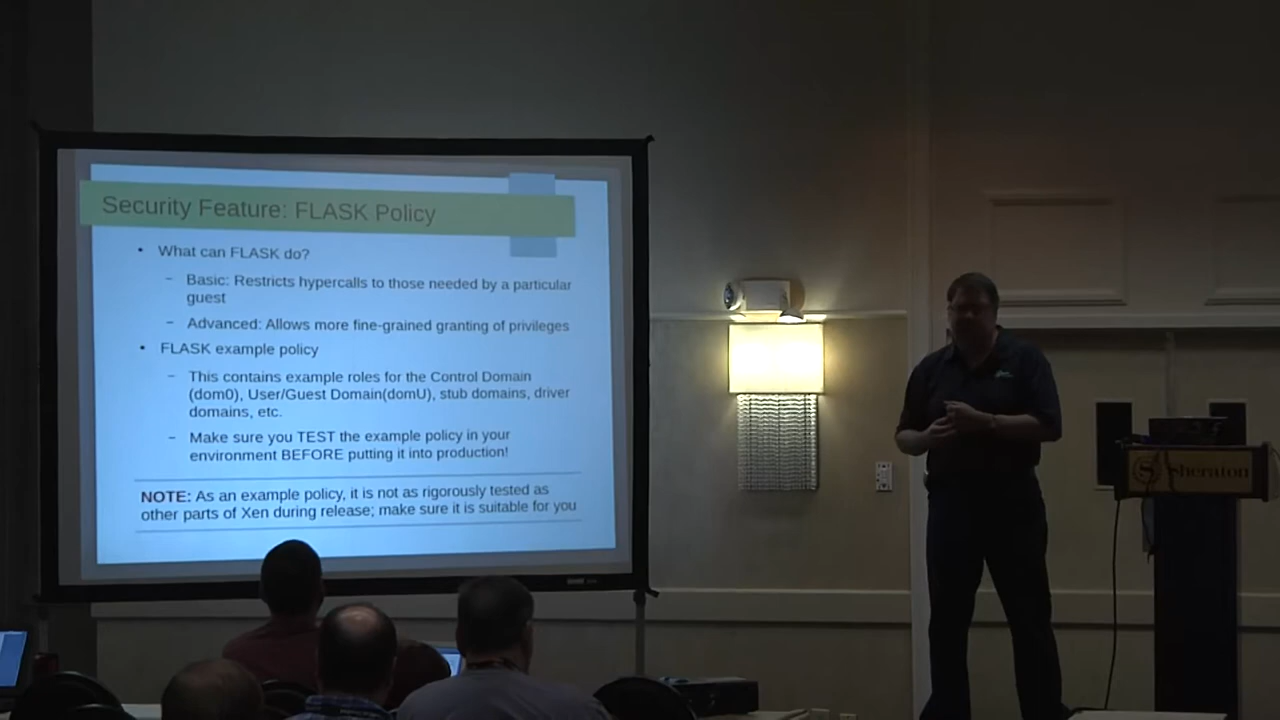 Security Feature: FLASK Policy
• What can FLASK do?
– Basic: Restricts hypercalls to those needed by a particular
guest
– Advanced: Allows more fine-grained granting of privileges
• FLASK example policy
– This contains example roles for the Control Domain
(dom0), User/Guest Domain(domU), stub domains, driver
domains, etc.
– Make sure you TEST the example policy in your
environment BEFORE putting it into production!
NOTE: As an example policy, it is not as rigorously tested as
other parts of Xen during release; make sure it is suitable for you
Sheraton